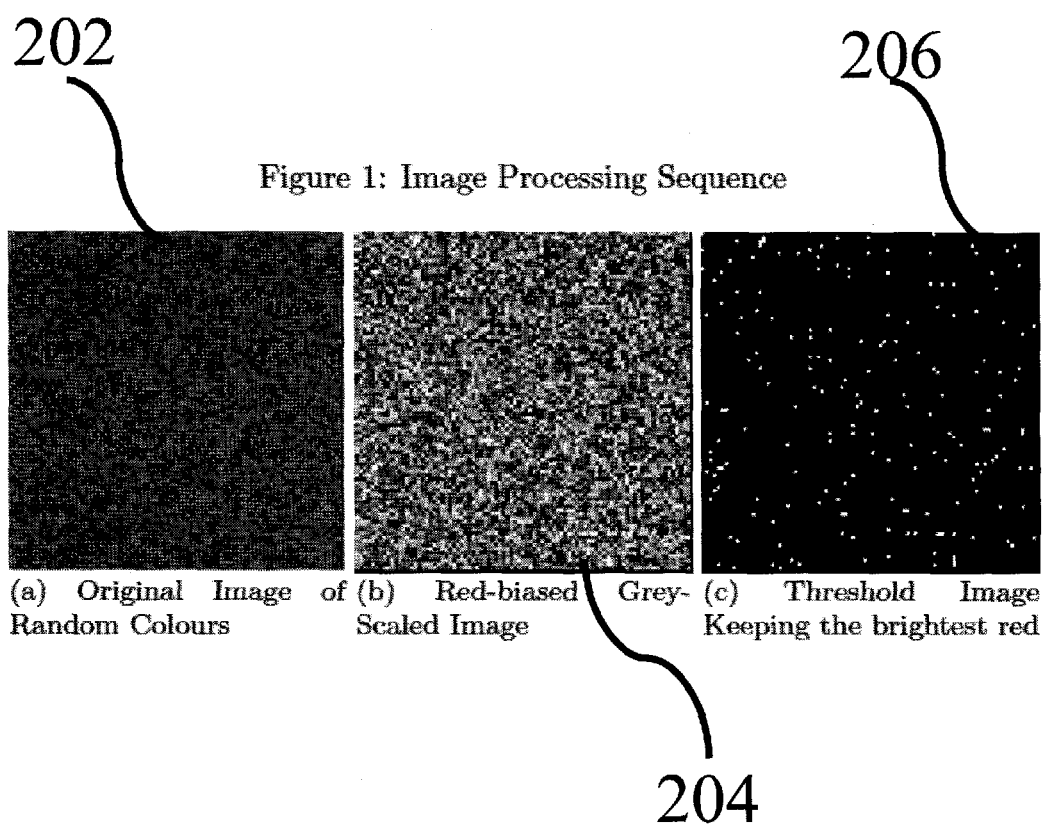 202
206
Figure 1: Image Processing Sequence
(a) Original Image of Random Colours
(b) Red-biased Grey-Scaled Image
(c) Threshold Image Keeping the brightest red
204